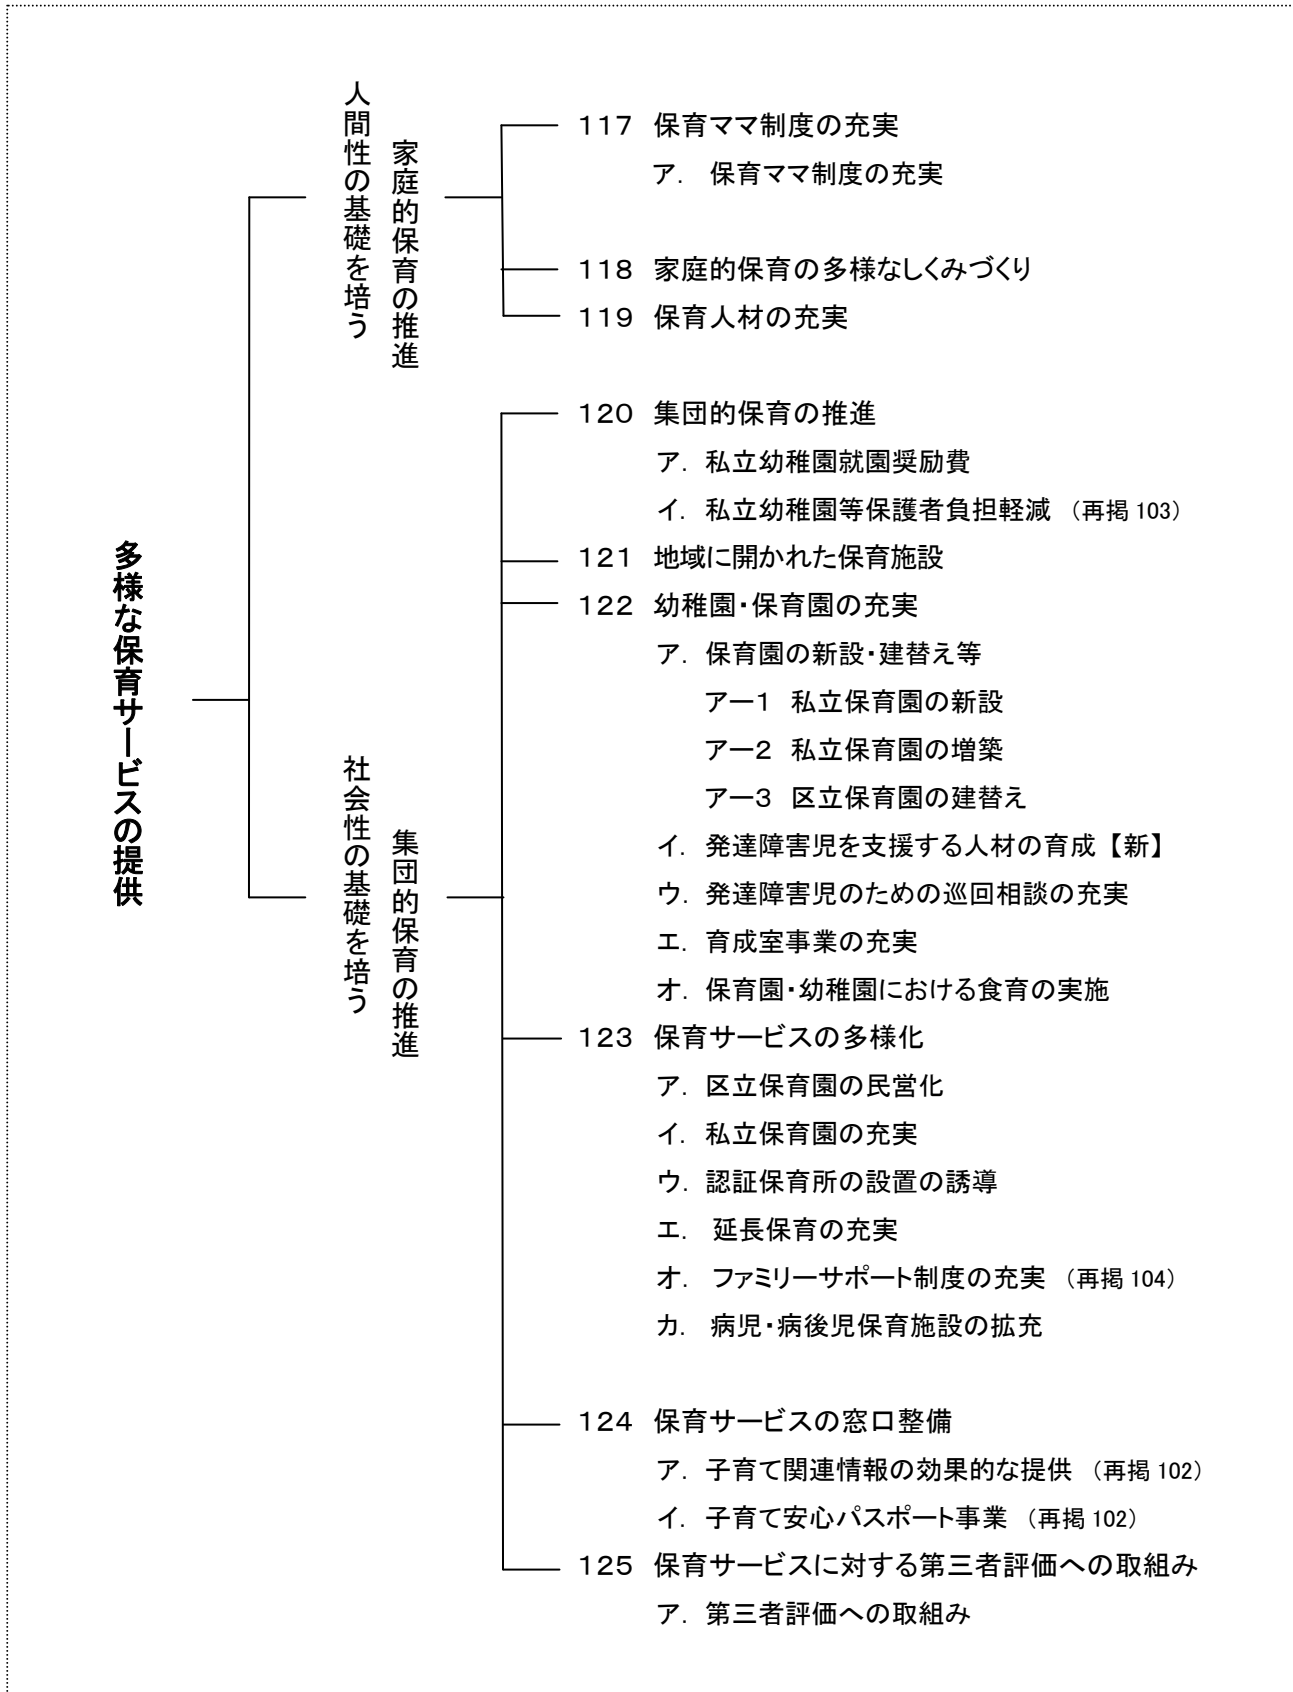 多様な保育サービスの提供
人間性の基礎を培う
家庭的保育の推進
117 保育ママ制度の充実
ア. 保育ママ制度の充実
118 家庭的保育の多様なしくみづくり
119 保育人材の充実
社会性の基礎を培う
集団的保育の推進
120 集団的保育の推進
ア. 私立幼稚園就園奨励費
イ. 私立幼稚園等保護者負担軽減 (再掲 103)
121 地域に開かれた保育施設
122 幼稚園・保育園の充実
ア. 保育園の新設・建替え等
アー1 私立保育園の新設
アー2 私立保育園の増築
アー3 区立保育園の建替え
イ. 発達障害児を支援する人材の育成【新】
ウ. 発達障害児のための巡回相談の充実
エ. 育成室事業の充実
オ. 保育園・幼稚園における食育の実施
123 保育サービスの多様化
ア. 区立保育園の民営化
イ. 私立保育園の充実
ウ. 認証保育所の設置の誘導
エ. 延長保育の充実
オ. ファミリーサポート制度の充実 (再掲 104)
カ. 病児・病後児保育施設の拡充
124 保育サービスの窓口整備
ア. 子育て関連情報の効果的な提供 (再掲 102)
イ. 子育て安心パスポート事業 (再掲 102)
125 保育サービスに対する第三者評価への取組み
ア. 第三者評価への取組み